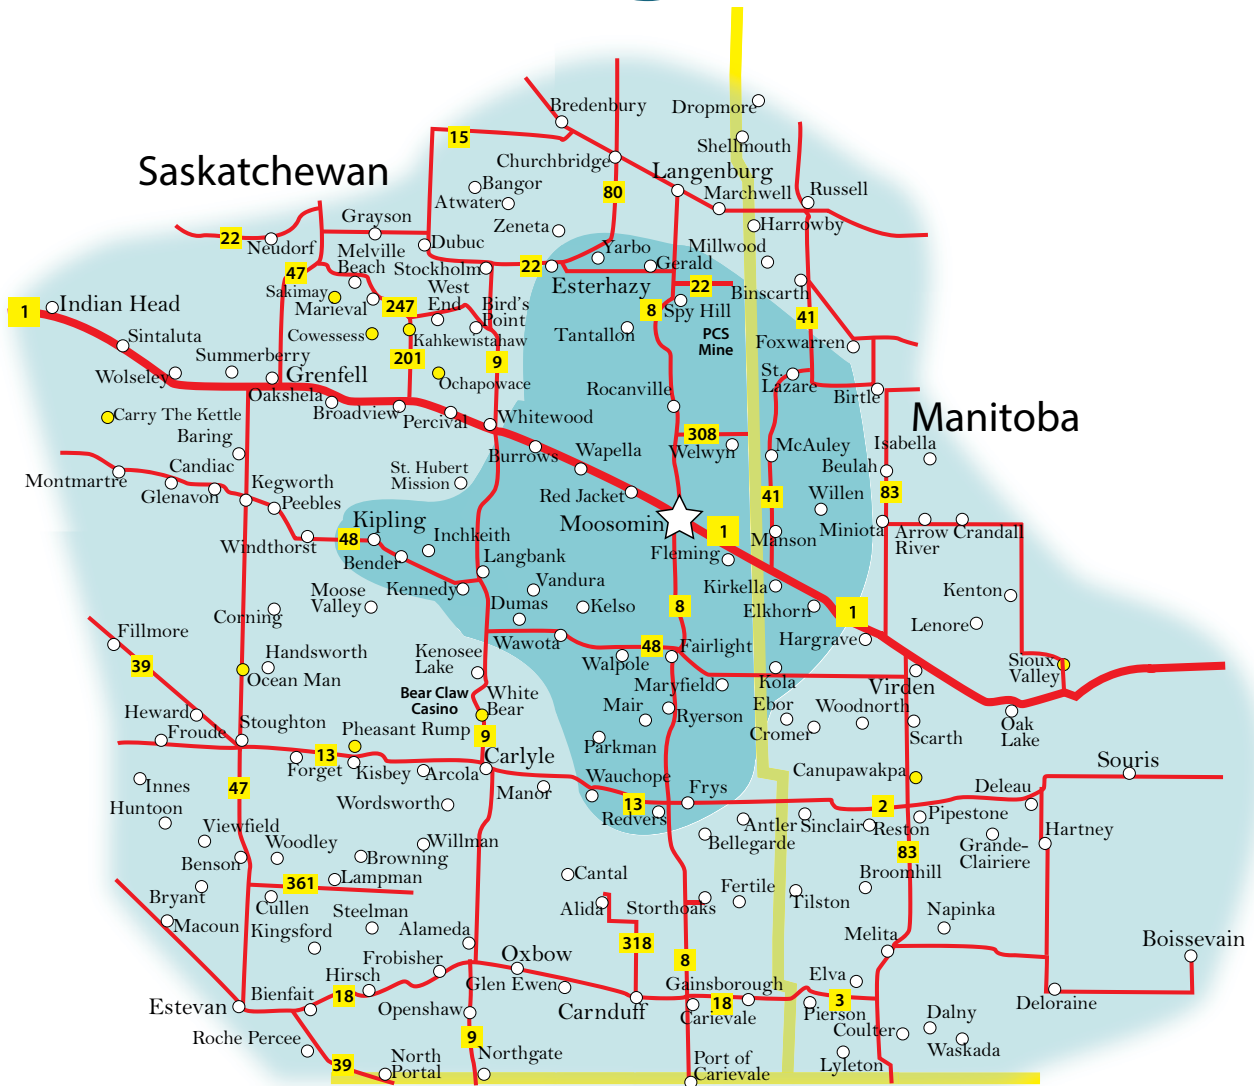 Bredenbury
Dropmore
15
Shellmouth
Churchbridge
Saskatchewan
Langenburg
Bangor
80
Marchwell
Russell
Atwater
Grayson
Zeneta
Harrowby
22
Neudorf
Melville
Beach
Dubuc
Yarbo
Millwood
47
Stockholm
22
Gerald
Esterhazy
22
Binscarth
Sakimay
Marieval
247
West
End
Bird's
Point
8
Spy Hill
1
Indian Head
Cowessess
Kahkewistahaw
Tantallon
PCS
Mine
41
Foxwarren
Sintaluta
Summerberry
201
9
Wolseley
Grenfell
Ochapowace
St.
Lazare
Oakshela
Rocanville
Birtle
Broadview
Percival
Whitewood
Carry The Kettle
Manitoba
Baring
308
Welwyn
McAuley
Isabella
Burrows
Wapella
Candiac
St. Hubert
Mission
Beulah
Montmartre
Glenavon
Kegworth
Peebles
Red Jacket
41
Willen
83
Kipling
Moosomin
1
Miniota
Arrow
River
Crandall
Windthorst
48
Inchkeith
Manson
Bender
Langbank
Fleming
Kennedy
Vandura
Kirkella
Kenton
Moose
Valley
Dumas
Kelso
8
Elkhorn
1
Corning
Lenore
Fillmore
Wawota
48
Fairlight
Hargrave
39
Handsworth
Kenosee
Lake
Walpole
Sioux
Valley
Ocean Man
Maryfield
Kola
Virden
Bear Claw
Casino
White
Bear
Mair
Ryerson
Ebor
Woodnorth
Heward
Stoughton
Cromer
Oak
Lake
Froude
Pheasant Rump
9
Parkman
Scarth
13
Carlyle
Forget
Kisbey
Arcola
Wauchope
Canupawakpa
Souris
Innes
47
Manor
Frys
Deleau
Huntoon
Wordsworth
13
Redvers
2
Pipestone
Viewfield
Antler
Sinclair
Reston
Hartney
Woodley
Willman
Bellegarde
Grande-
Clairiere
Benson
Browning
83
Lampman
Cantal
Broomhill
361
Bryant
Cullen
Fertile
Tilston
Macoun
Steelman
Alida
Storthoaks
Napinka
Kingsford
Alameda
318
Melita
Boissevain
Frobisher
Oxbow
8
Hirsch
Glen Ewen
Gainsborough
Elva
Estevan
Bienfait
18
Openshaw
Carnduff
Carievale
18
3
Pierson
Deloraine
Roche Percee
9
Coulter
Dalny
Waskada
39
North
Portal
Northgate
Port of
Carievale
Lyleton